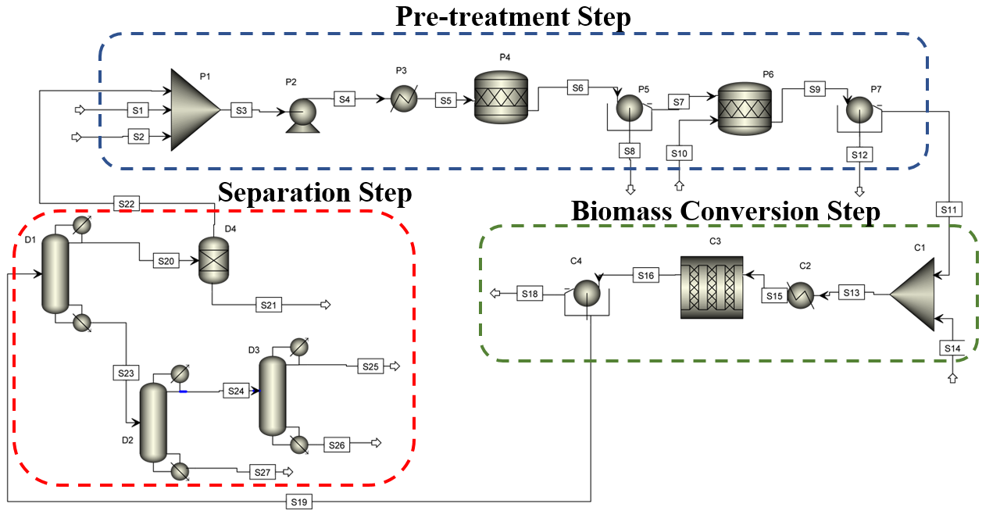 Pre-treatment Step
P1
P2
P3
P4
P5
P6
P7
S1
S2
S3
S4
S5
S6
S7
S8
S9
S10
S12
S11
Separation Step
S22
D1
D4
S20
S21
S23
D2
D3
S24
S25
S26
S27
S19
Biomass Conversion Step
C4
C3
C2
C1
S18
S16
S15
S13
S14